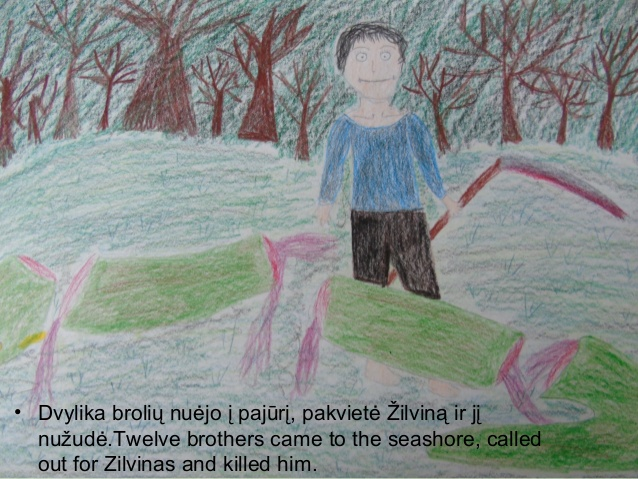 • Dvylika brolių nuėjo į pajūrį, pakvietė Žilviną ir jį
nužudė.Twelve brothers came to the seashore, called
out for Zilvinas and killed him.